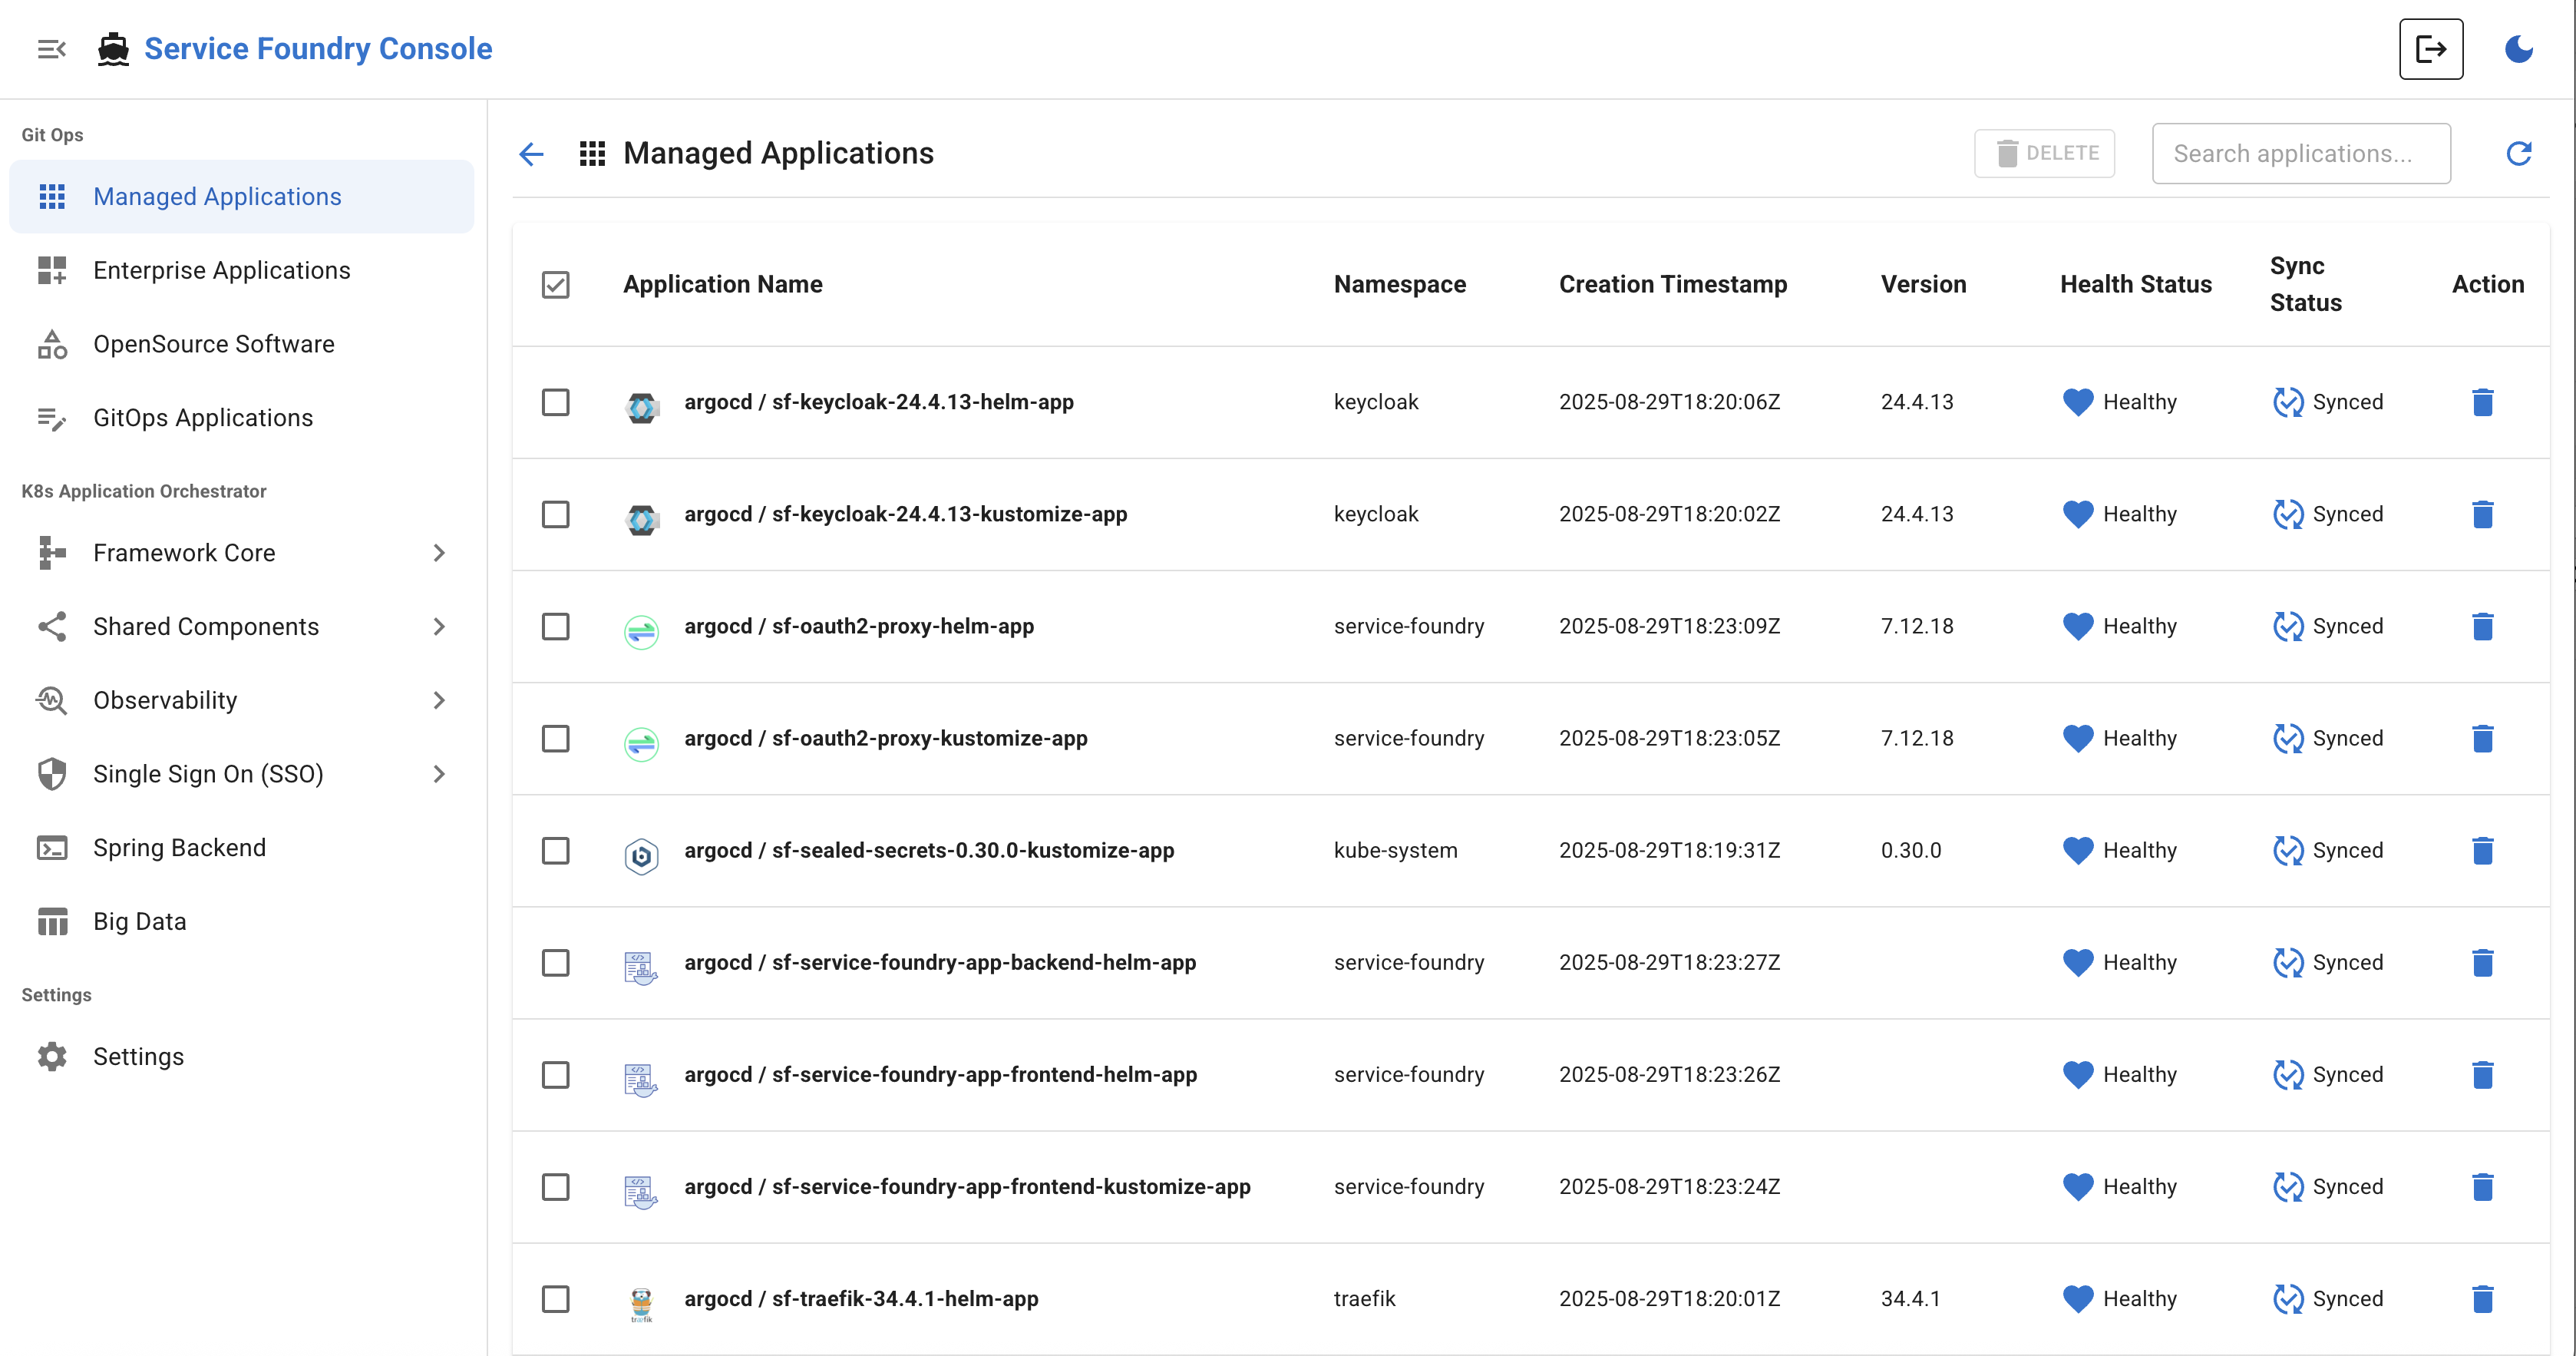 Service Foundry Console
Git Ops
Managed Applications
Enterprise Applications
OpenSource Software
GitOps Applications
K8s Application Orchestrator
Framework Core
Shared Components
Observability
Single Sign On (SSO)
Spring Backend
Big Data
Settings
Settings
Managed Applications
DELETE
Search applications...
Application Name Namespace Creation Timestamp Version Health Status Sync Status Action
argocd / sf-keycloak-24.4.13-helm-app keycloak 2025-08-29T18:20:06Z 24.4.13 Healthy Synced
argocd / sf-keycloak-24.4.13-kustomize-app keycloak 2025-08-29T18:20:02Z 24.4.13 Healthy Synced
argocd / sf-oauth2-proxy-helm-app service-foundry 2025-08-29T18:23:09Z 7.12.18 Healthy Synced
argocd / sf-oauth2-proxy-kustomize-app service-foundry 2025-08-29T18:23:05Z 7.12.18 Healthy Synced
argocd / sf-sealed-secrets-0.30.0-kustomize-app kube-system 2025-08-29T18:19:31Z 0.30.0 Healthy Synced
argocd / sf-service-foundry-app-backend-helm-app service-foundry 2025-08-29T18:23:27Z Healthy Synced
argocd / sf-service-foundry-app-frontend-helm-app service-foundry 2025-08-29T18:23:26Z Healthy Synced
argocd / sf-service-foundry-app-frontend-kustomize-app service-foundry 2025-08-29T18:23:24Z Healthy Synced
argocd / sf-traefik-34.4.1-helm-app traefik 2025-08-29T18:20:01Z 34.4.1 Healthy Synced
træfik